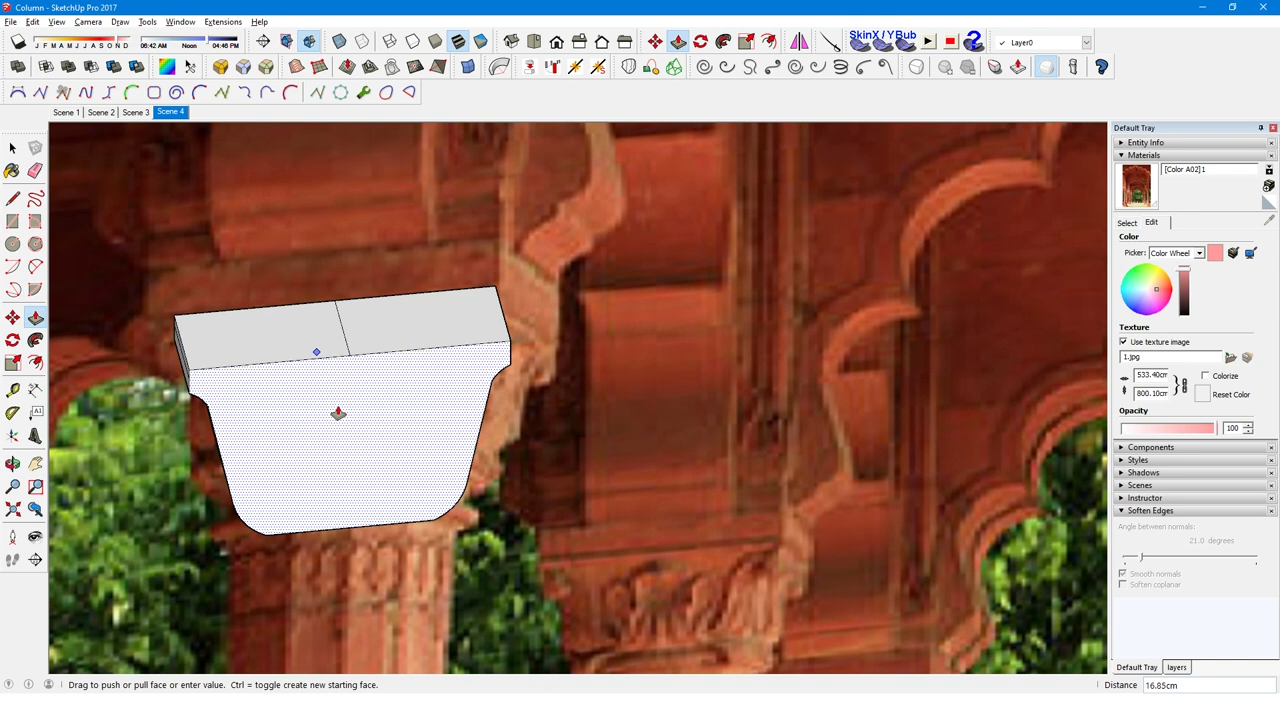 Column - SketchUp Pro 2017
File Edit View Camera Draw Tools Window Extensions Help
J F M A M J J A S O N D 06:42 AM Noon 04:46 PM SkinX / YBub Layer0
Scene 1 Scene 2 Scene 3 Scene 4
Default Tray
Entity Info
Materials
[Color A02]1
Select Edit
Color
Picker: Color Wheel
Texture
Use texture image
1.jpg
533.40cm Colorize
800.10cm Reset Color
Opacity
100
Components
Styles
Shadows
Scenes
Instructor
Soften Edges
Angle between normals:
21.0 degrees
Smooth normals
Soften coplanar
Default Tray layers
Drag to push or pull face or enter value. Ctrl = toggle create new starting face. Distance 16.85cm